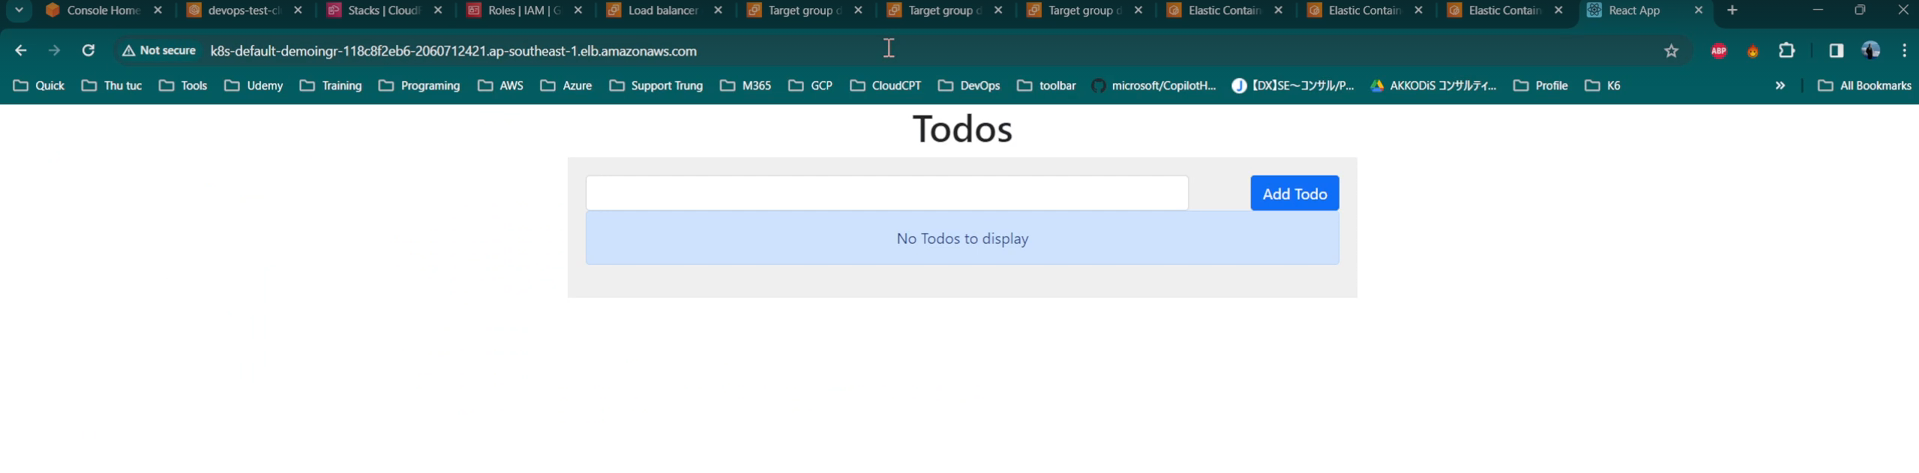 Console Home
devops-test-cl
Stacks | CloudF
Roles | IAM | G
Load balancer
Target group d
Target group d
Target group d
Elastic Contain
Elastic Contain
Elastic Contain
React App
Not secure
k8s-default-demoingr-118c8f2eb6-2060712421.ap-southeast-1.elb.amazonaws.com
ABP
Quick
Thu tuc
Tools
Udemy
Training
Programing
AWS
Azure
Support Trung
M365
GCP
CloudCPT
DevOps
toolbar
microsoft/CopilotH...
【DX】SE～コンサル/P...
AKKODiS コンサルティ...
Profile
K6
All Bookmarks
Todos
Add Todo
No Todos to display